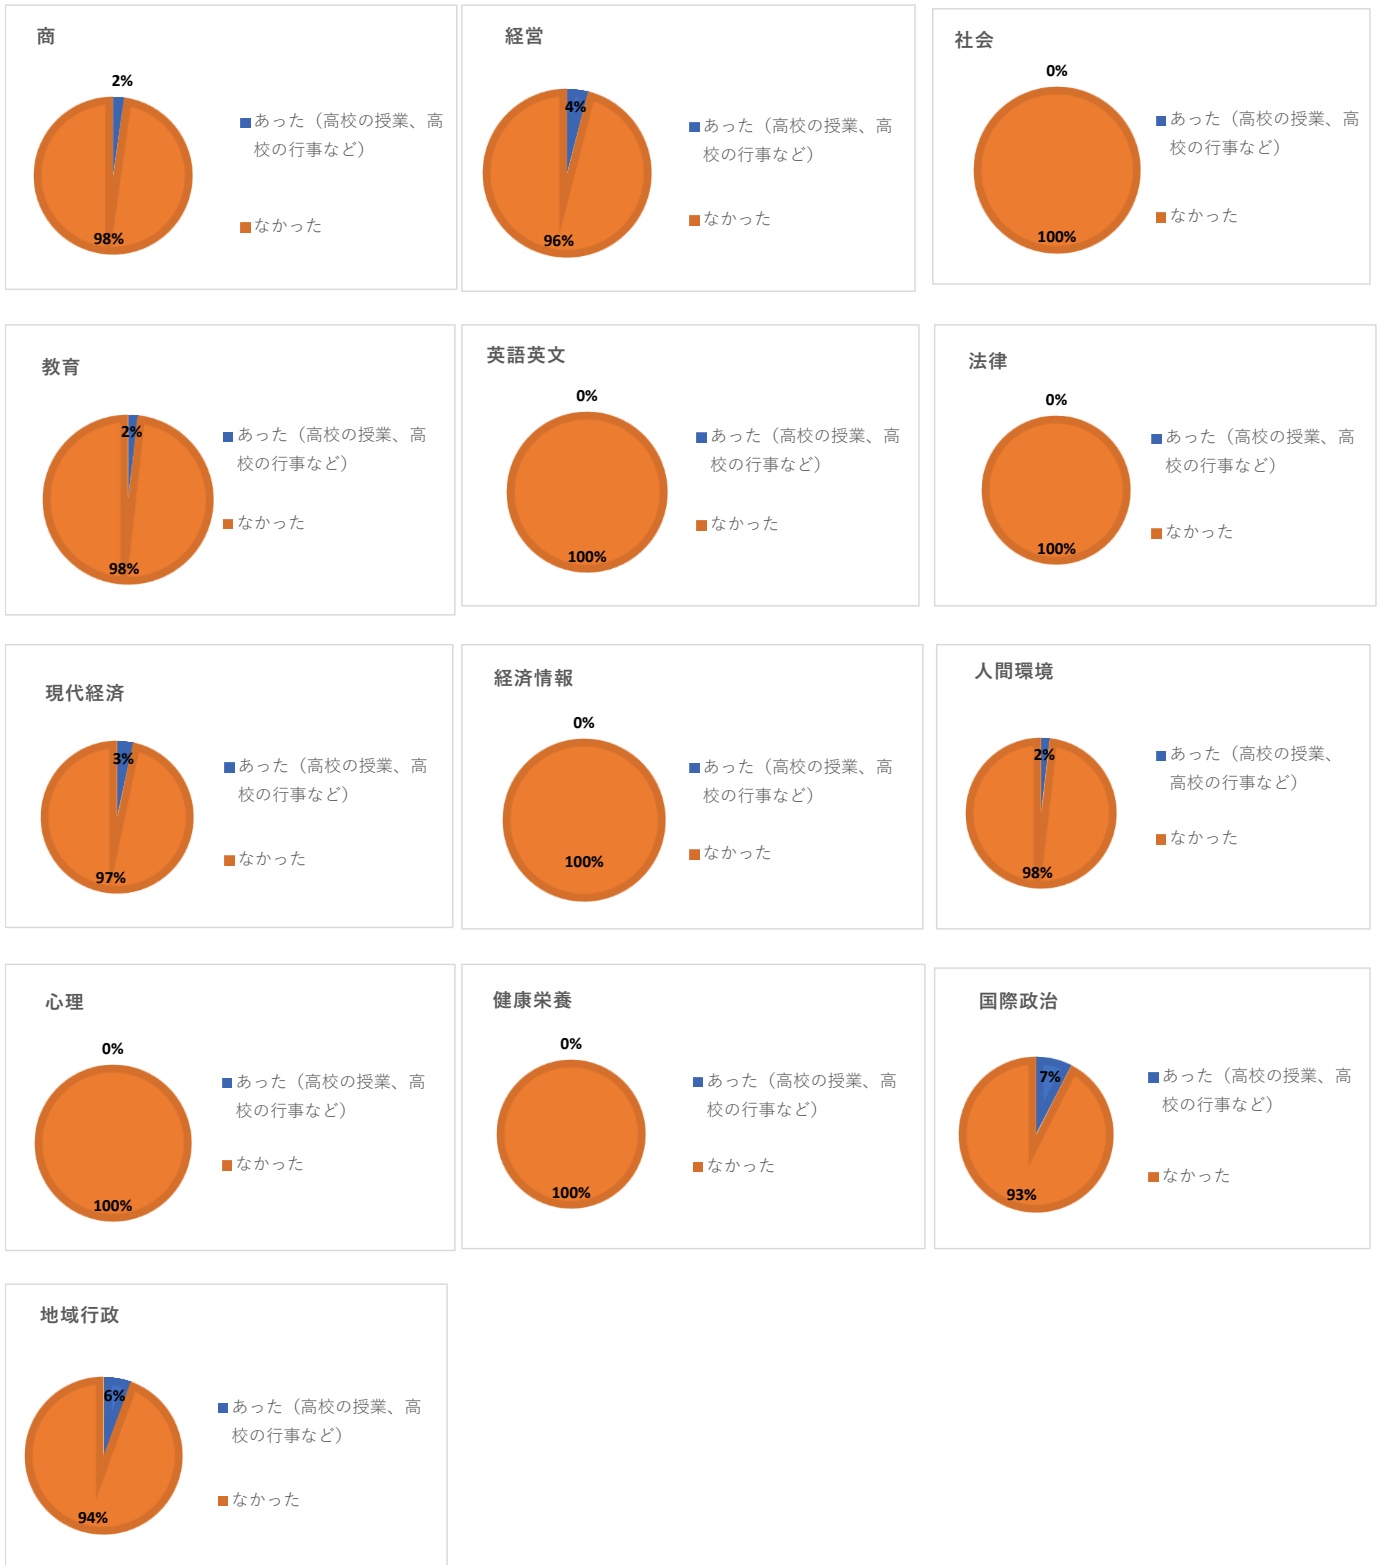 商
2%
あった（高校の授業、高
校の行事など）
なかった
98%
経営
4%
あった（高校の授業、高
校の行事など）
なかった
96%
社会
0%
あった（高校の授業、高
校の行事など）
なかった
100%
教育
2%
あった（高校の授業、高
校の行事など）
なかった
98%
英語英文
0%
あった（高校の授業、高
校の行事など）
なかった
100%
法律
0%
あった（高校の授業、高
校の行事など）
なかった
100%
現代経済
3%
あった（高校の授業、高
校の行事など）
なかった
97%
経済情報
0%
あった（高校の授業、高
校の行事など）
なかった
100%
人間環境
2%
あった（高校の授業、
高校の行事など）
なかった
98%
心理
0%
あった（高校の授業、高
校の行事など）
なかった
100%
健康栄養
0%
あった（高校の授業、高
校の行事など）
なかった
100%
国際政治
7%
あった（高校の授業、高
校の行事など）
なかった
93%
地域行政
6%
あった（高校の授業、高
校の行事など）
なかった
94%